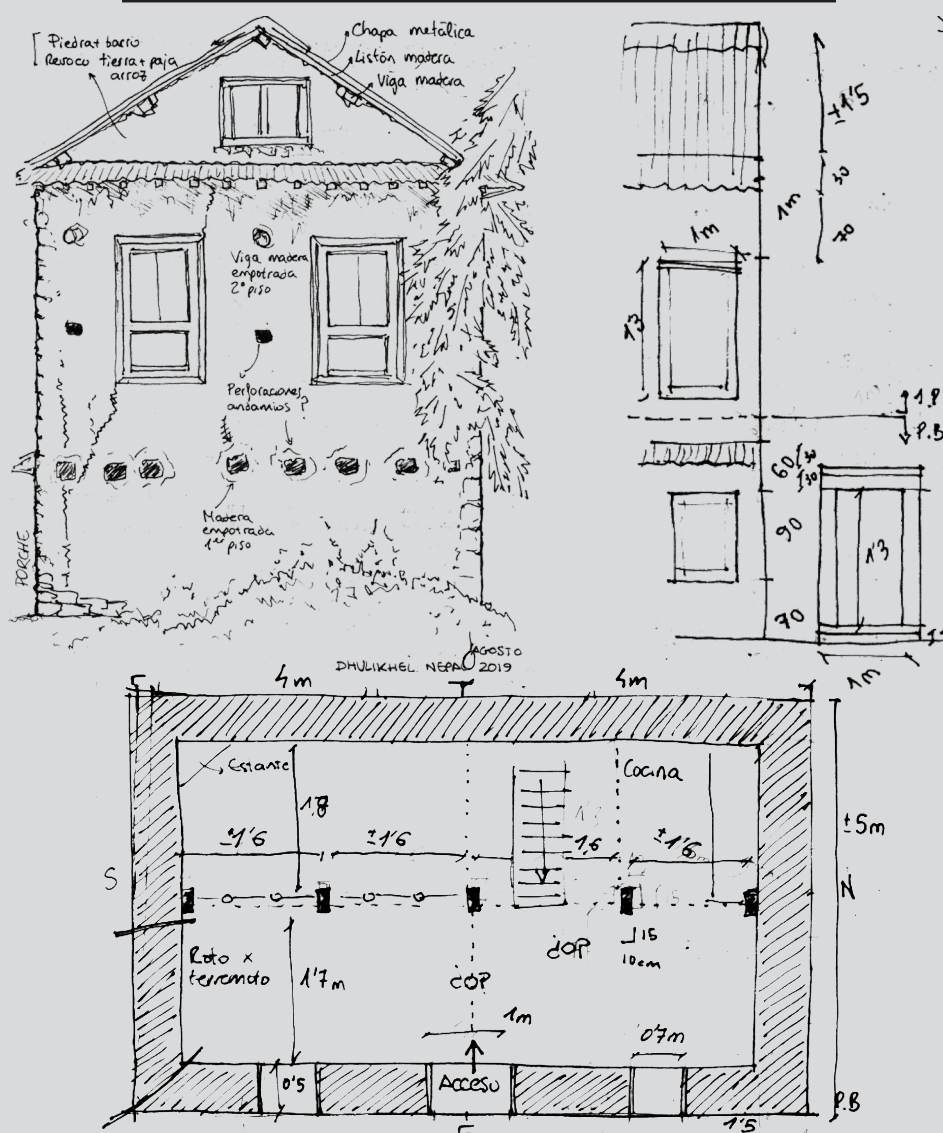 Piedra+ barro
Revoco tierra+ paja
arroz
Chapa metálica
Listón madera
Viga madera
Viga madera
empotrada
2º piso
Perforaciones
andamios ?
Madera
empotrada
1er piso
PORCHE
AGOSTO
DHULIKHEL. NEPAL 2019
±1'5
30
1m
70
1m
1'3
1.P
P.B
60
30
30
90
1'3
70
1m
4m
4m
Estante
Cocina
1.8
±1'6
±1'6
1,6
±1'6
±5m
S
N
15
10cm
Roto x
terremoto
1'7m
¿OP
¿OP
1m
0'7m
0'5
Acceso
P.B
1'5